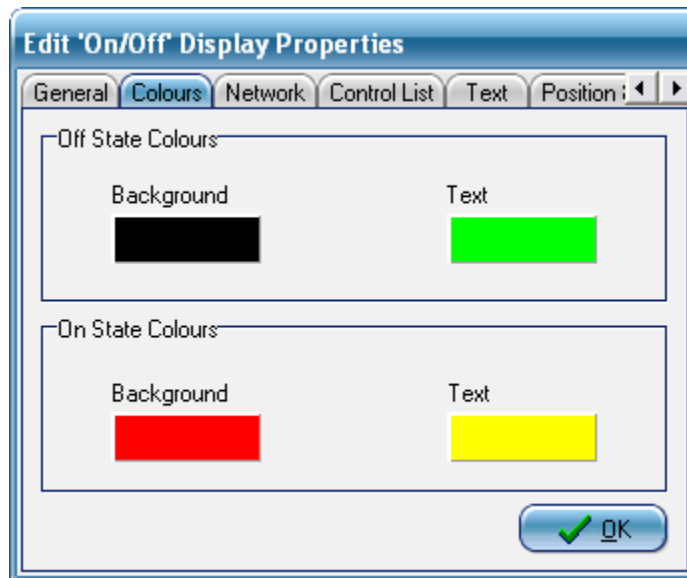 Edit 'On/Off' Display Properties
General Colours Network Control List Text Position
Off State Colours
Background Text
On State Colours
Background Text
OK